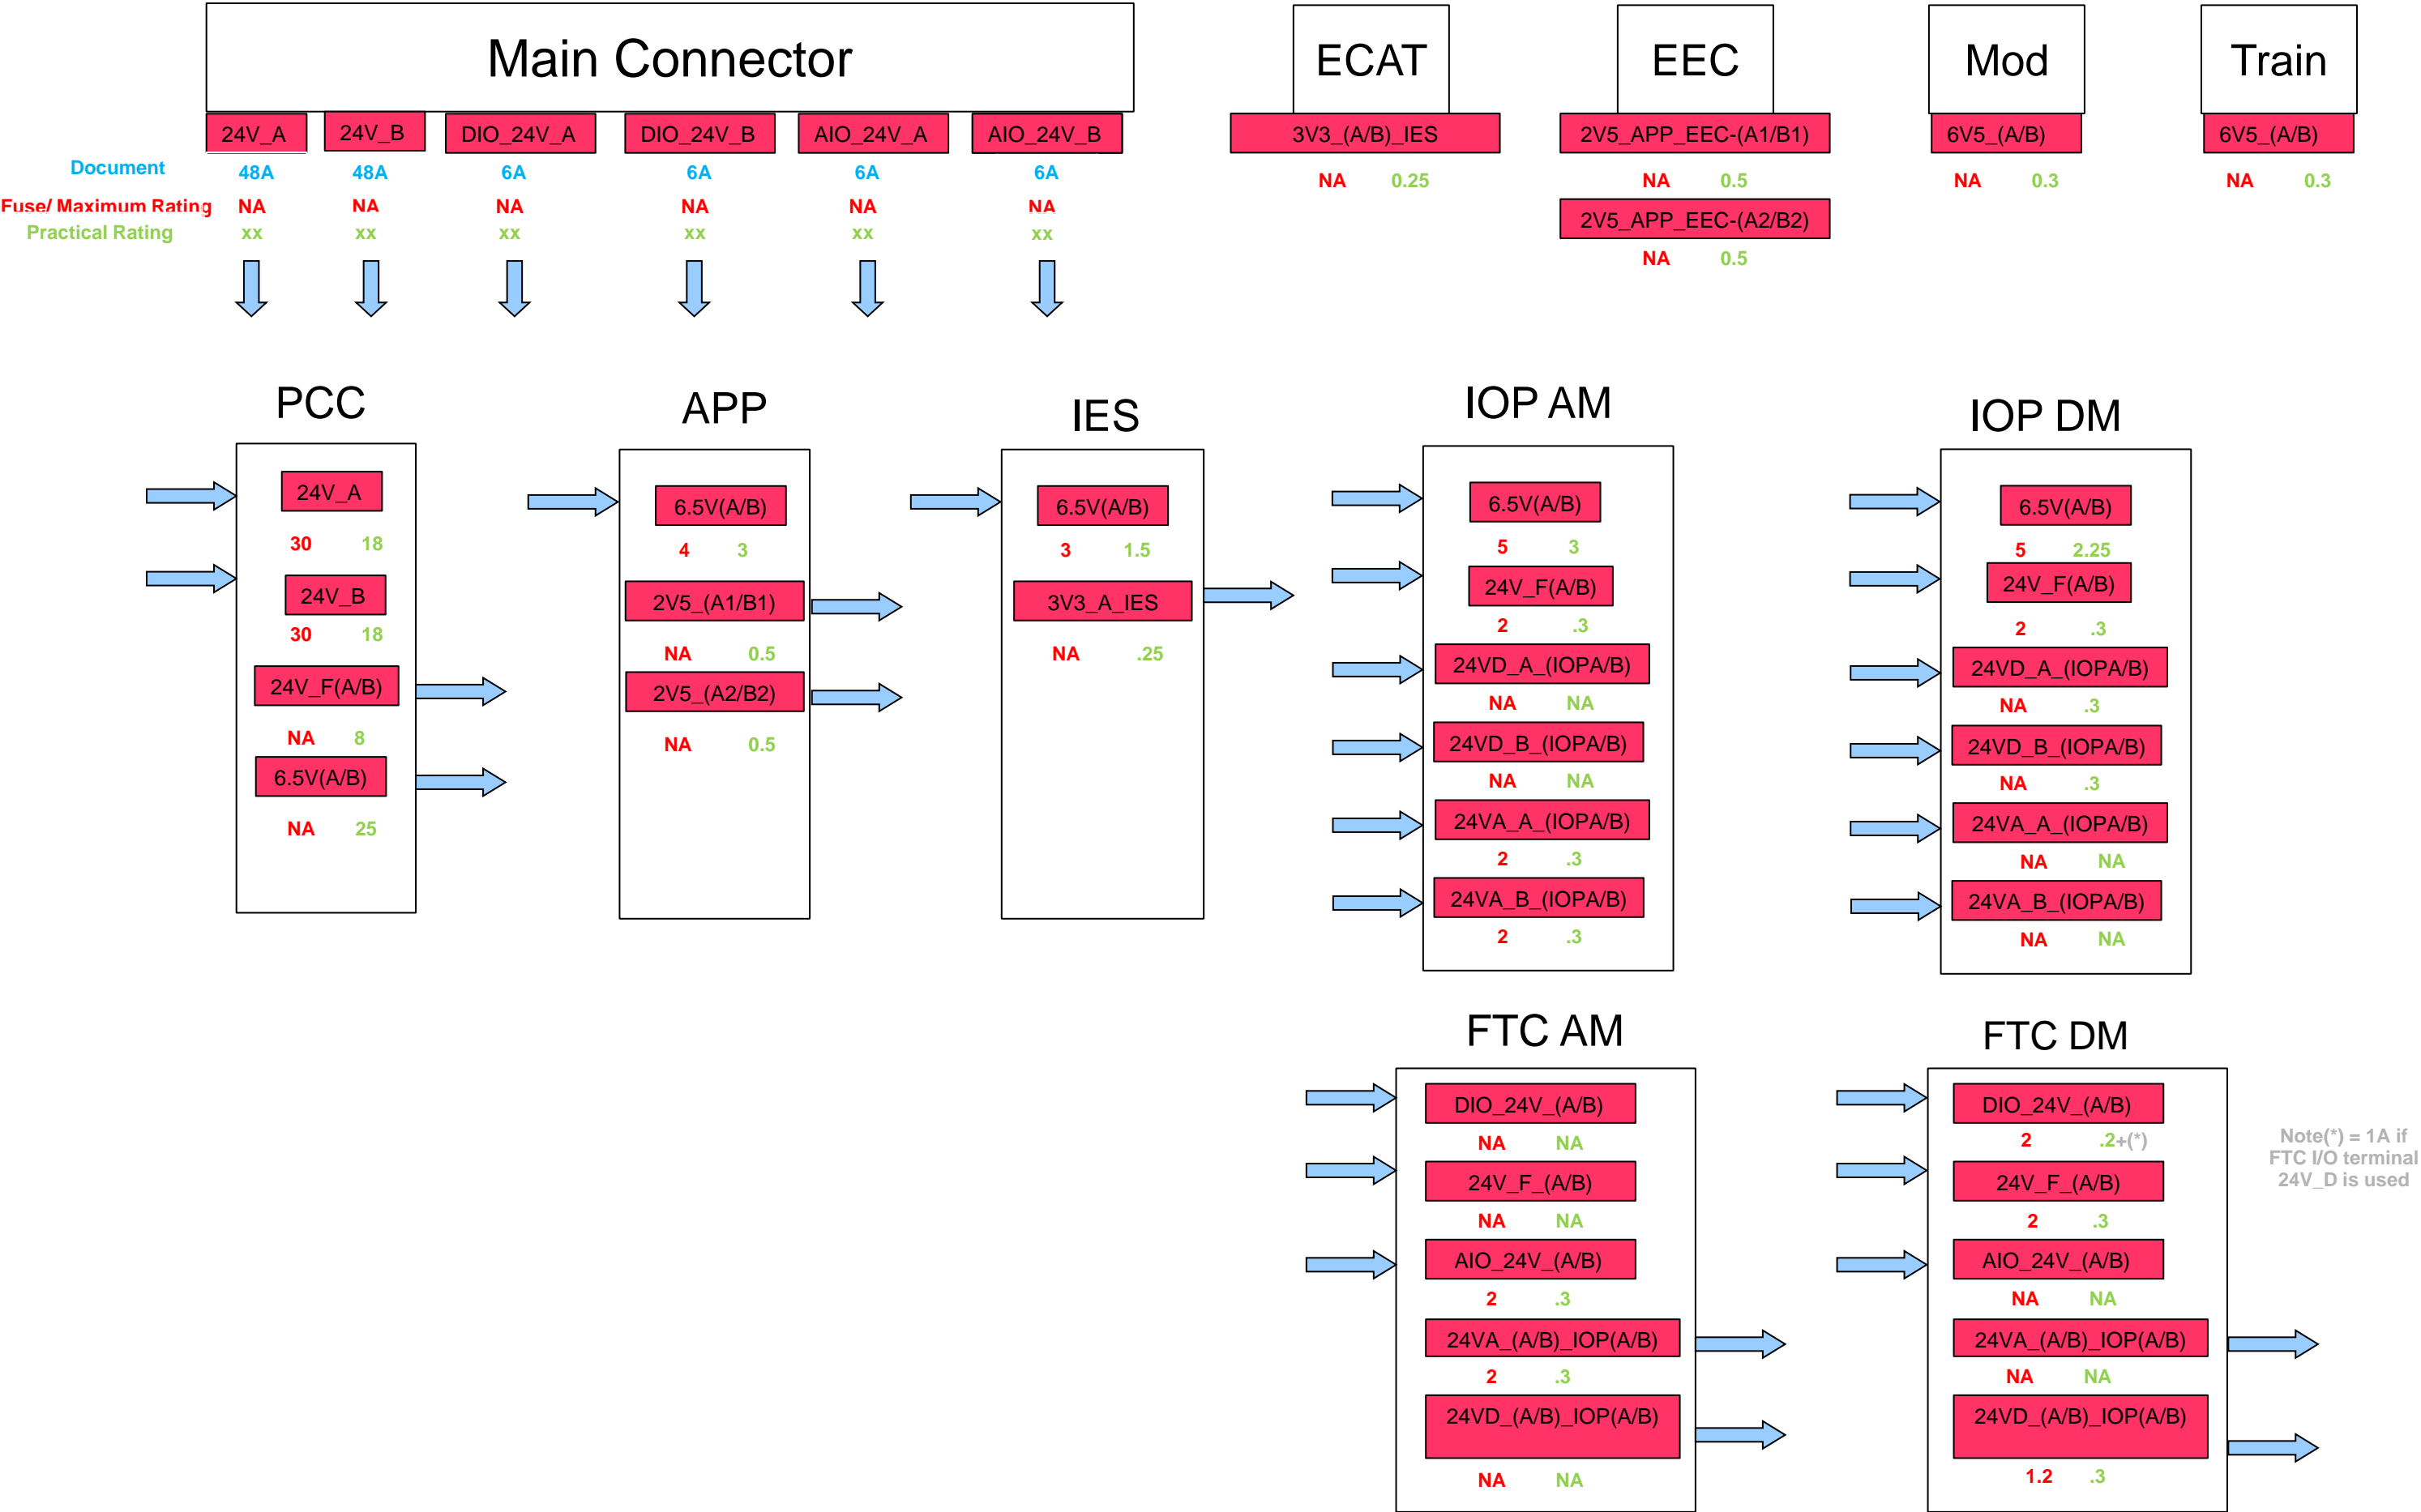 Main Connector
ECAT
EEC
Mod
Train
24V_A
24V_B
DIO_24V_A
DIO_24V_B
AIO_24V_A
AIO_24V_B
3V3_(A/B)_IES
2V5_APP_EEC-(A1/B1)
6V5_(A/B)
6V5_(A/B)
Document
48A
48A
6A
6A
6A
6A
NA 0.25
NA 0.5
NA 0.3
NA 0.3
Fuse/ Maximum Rating
NA
NA
NA
NA
NA
NA
2V5_APP_EEC-(A2/B2)
Practical Rating
xx
xx
xx
xx
xx
xx
NA 0.5
PCC
24V_A
30 18
24V_B
30 18
24V_F(A/B)
NA 8
6.5V(A/B)
NA 25
APP
6.5V(A/B)
4 3
2V5_(A1/B1)
NA 0.5
2V5_(A2/B2)
NA 0.5
IES
6.5V(A/B)
3 1.5
3V3_A_IES
NA .25
IOP AM
6.5V(A/B)
5 3
24V_F(A/B)
2 .3
24VD_A_(IOPA/B)
NA NA
24VD_B_(IOPA/B)
NA NA
24VA_A_(IOPA/B)
2 .3
24VA_B_(IOPA/B)
2 .3
IOP DM
6.5V(A/B)
5 2.25
24V_F(A/B)
2 .3
24VD_A_(IOPA/B)
NA .3
24VD_B_(IOPA/B)
NA .3
24VA_A_(IOPA/B)
NA NA
24VA_B_(IOPA/B)
NA NA
FTC AM
DIO_24V_(A/B)
NA NA
24V_F_(A/B)
NA NA
AIO_24V_(A/B)
2 .3
24VA_(A/B)_IOP(A/B)
2 .3
24VD_(A/B)_IOP(A/B)
NA NA
FTC DM
DIO_24V_(A/B)
2 .2+(*)
24V_F_(A/B)
2 .3
AIO_24V_(A/B)
NA NA
24VA_(A/B)_IOP(A/B)
NA NA
24VD_(A/B)_IOP(A/B)
1.2 .3
Note(*) = 1A if
FTC I/O terminal
24V_D is used